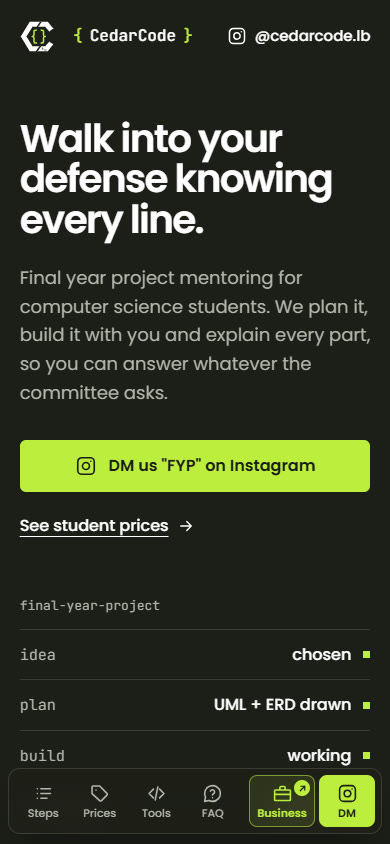 { CedarCode }
@cedarcode.lb
Walk into your
defense knowing
every line.
Final year project mentoring for
computer science students. We plan it,
build it with you and explain every part,
so you can answer whatever the
committee asks.
DM us "FYP" on Instagram
See student prices →
final-year-project
idea chosen
plan UML + ERD drawn
build working
Steps Prices Tools FAQ Business DM